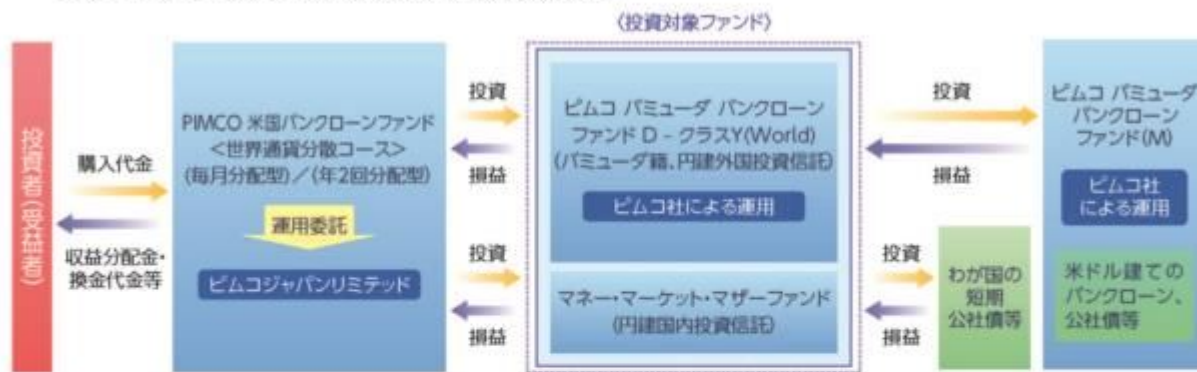 〈投資対象ファンド〉
投資者(受益者)
購入代金
収益分配金・
換金代金等
PIMCO 米国バンクローンファンド
<世界通貨分散コース>
(毎月分配型)／(年2回分配型)
運用委託
ピムコジャパンリミテッド
投資
損益
投資
損益
ピムコ バミューダ バンクローン
ファンド D - クラスY(World)
(バミューダ籍、円建外国投資信託)
ピムコ社による運用
マネー・マーケット・マザーファンド
(円建国内投資信託)
投資
損益
投資
損益
わが国の
短期
公社債等
ピムコ バミューダ
バンクローン
ファンド(M)
ピムコ社
による運用
米ドル建ての
バンクローン、
公社債等